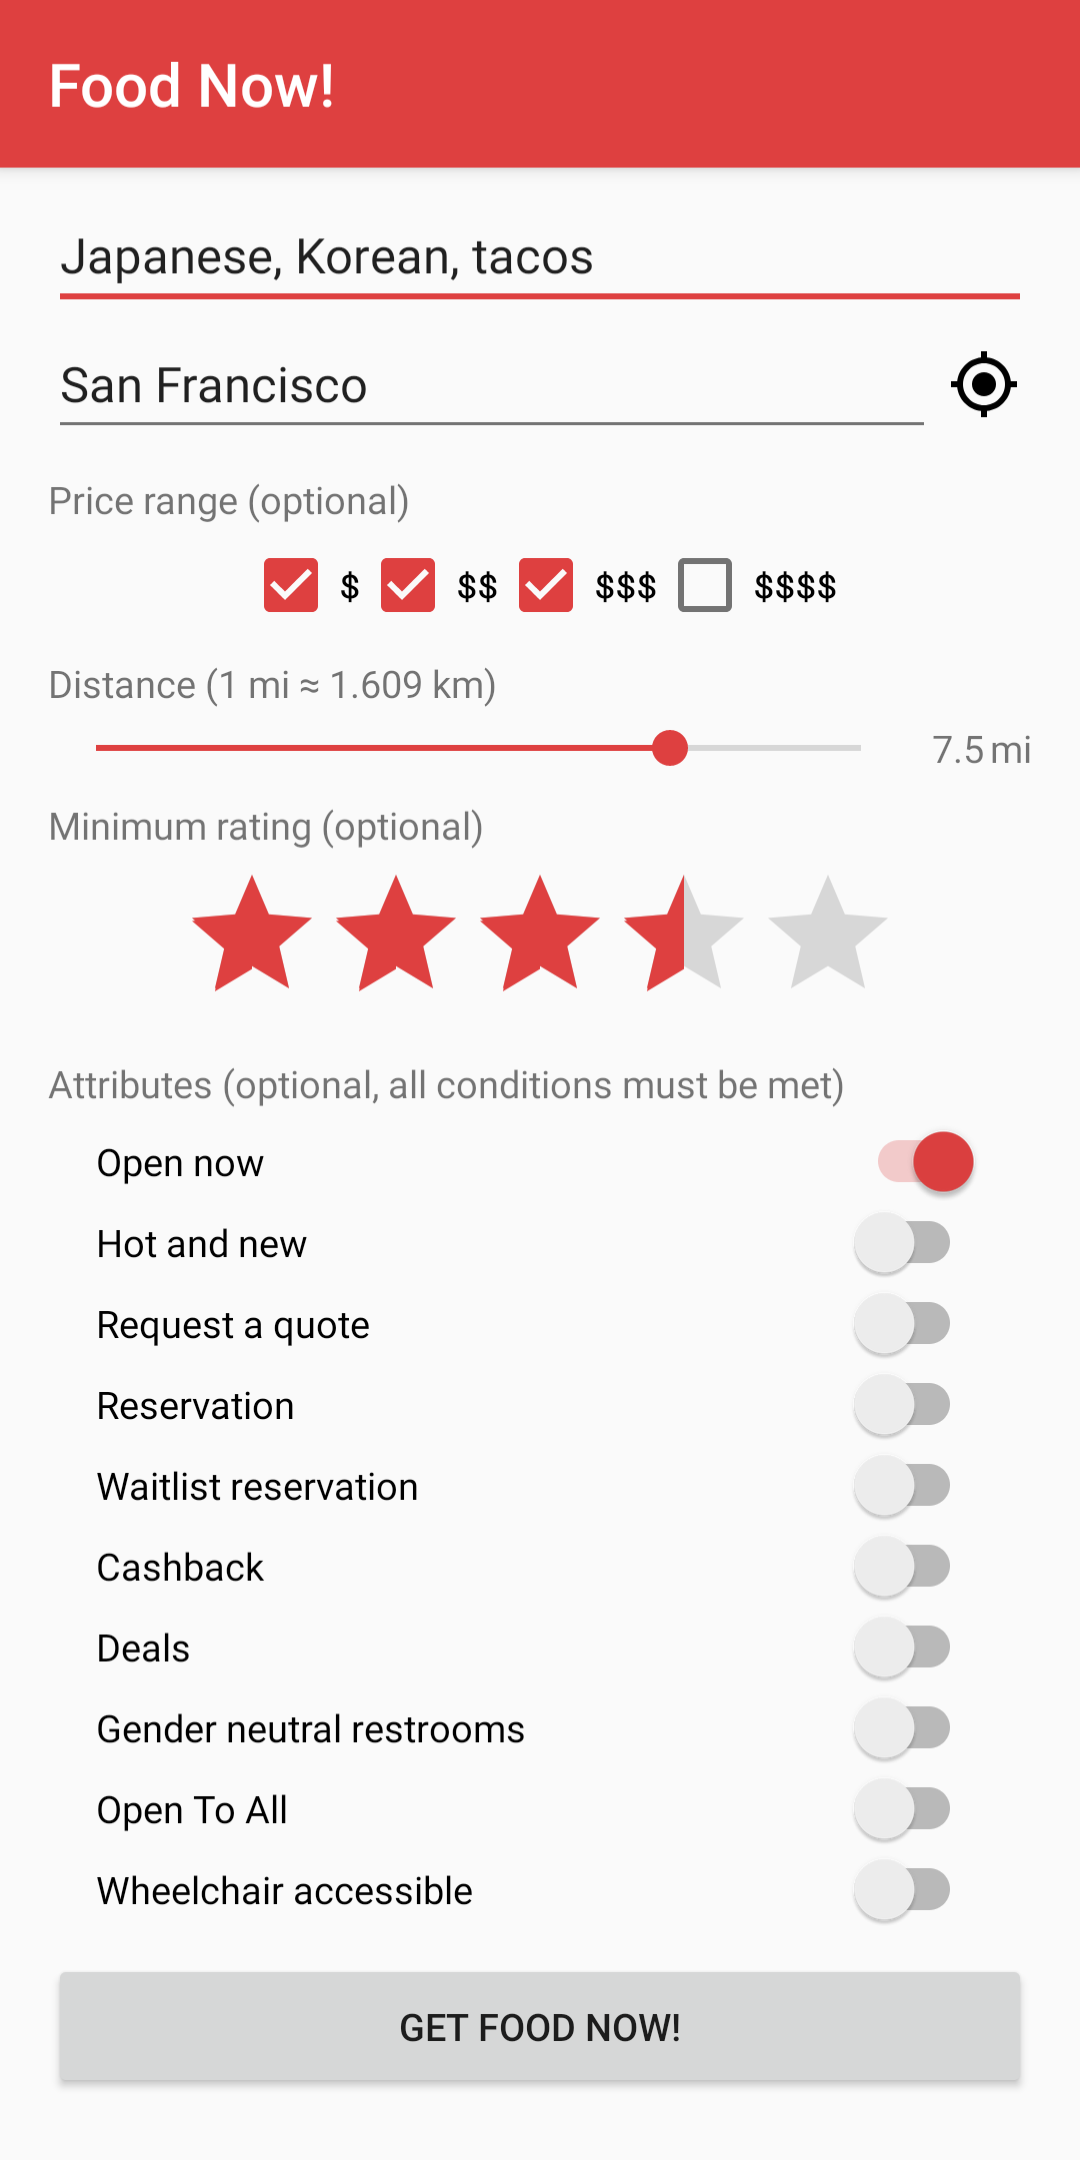 Food Now!
Japanese, Korean, tacos
San Francisco
Price range (optional)
$ $$ $$$ $$$$
Distance (1 mi ≈ 1.609 km)
7.5 mi
Minimum rating (optional)
Attributes (optional, all conditions must be met)
Open now
Hot and new
Request a quote
Reservation
Waitlist reservation
Cashback
Deals
Gender neutral restrooms
Open To All
Wheelchair accessible
GET FOOD NOW!